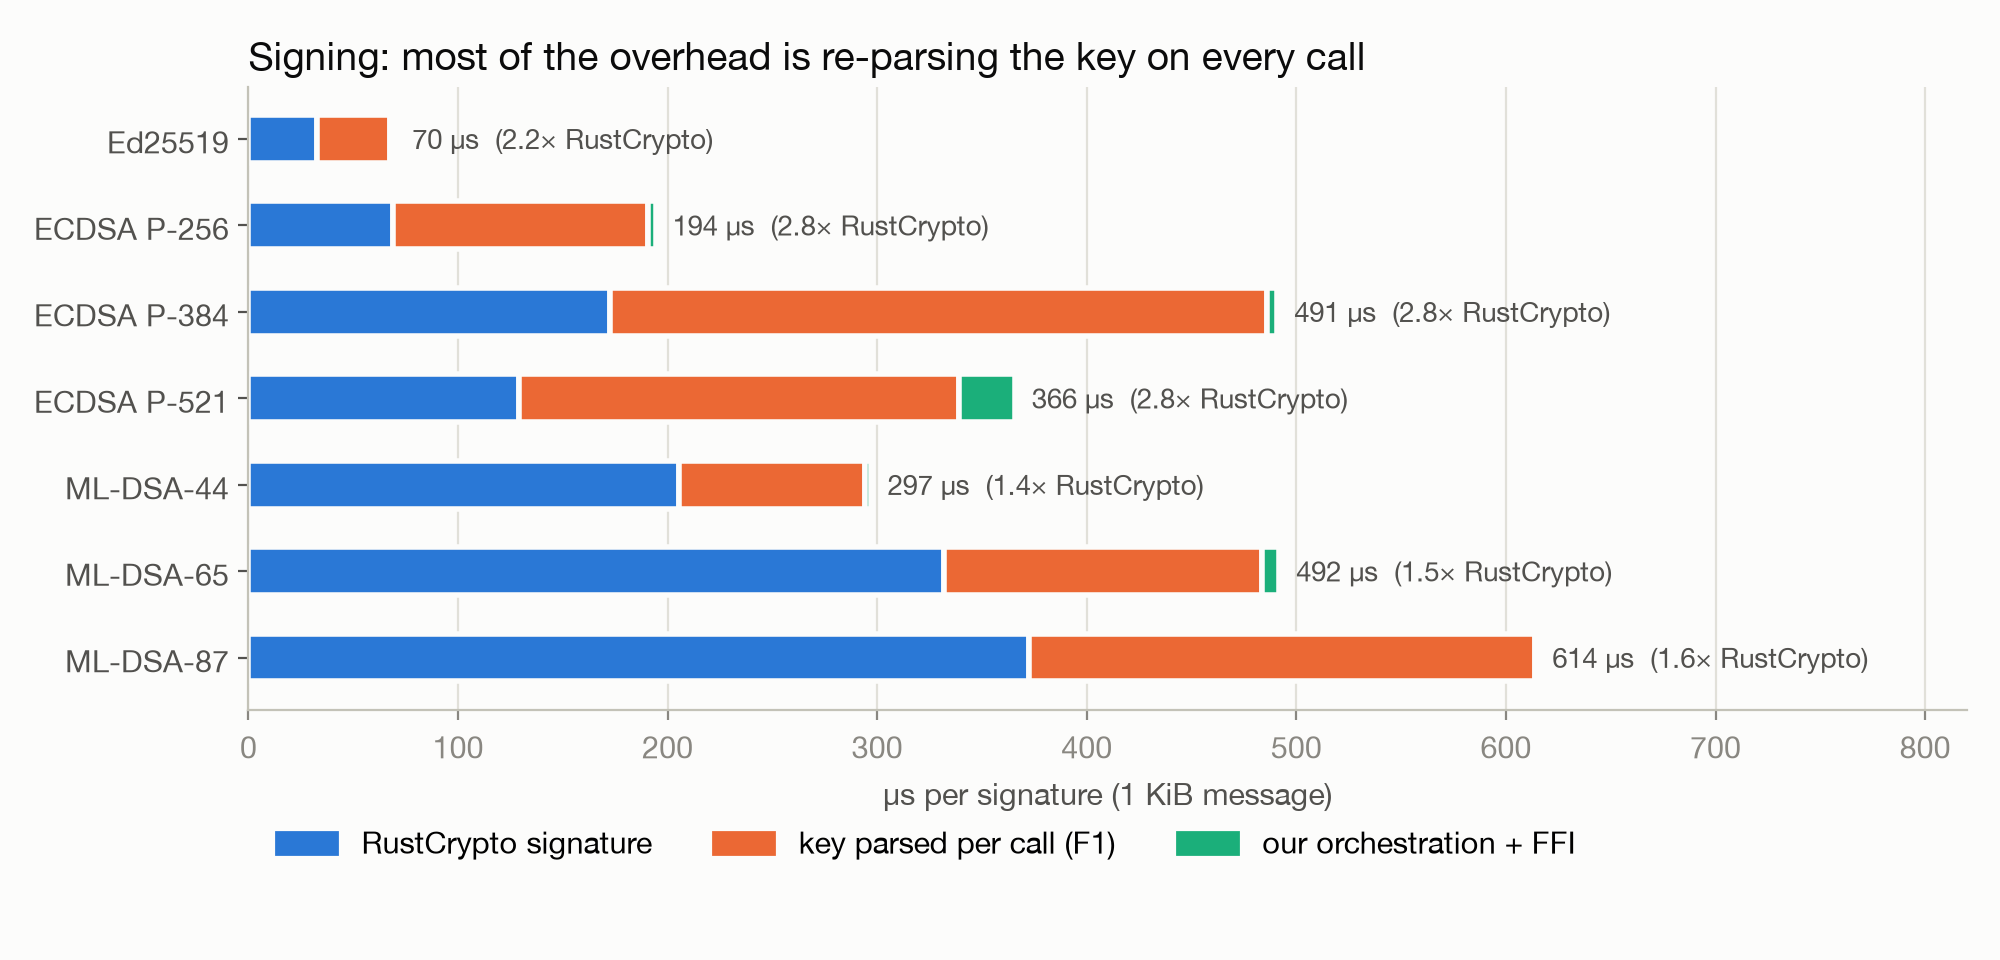 Signing: most of the overhead is re-parsing the key on every call
Ed25519
70 µs (2.2× RustCrypto)
ECDSA P-256
194 µs (2.8× RustCrypto)
ECDSA P-384
491 µs (2.8× RustCrypto)
ECDSA P-521
366 µs (2.8× RustCrypto)
ML-DSA-44
297 µs (1.4× RustCrypto)
ML-DSA-65
492 µs (1.5× RustCrypto)
ML-DSA-87
614 µs (1.6× RustCrypto)
0 100 200 300 400 500 600 700 800
µs per signature (1 KiB message)
RustCrypto signature key parsed per call (F1) our orchestration + FFI